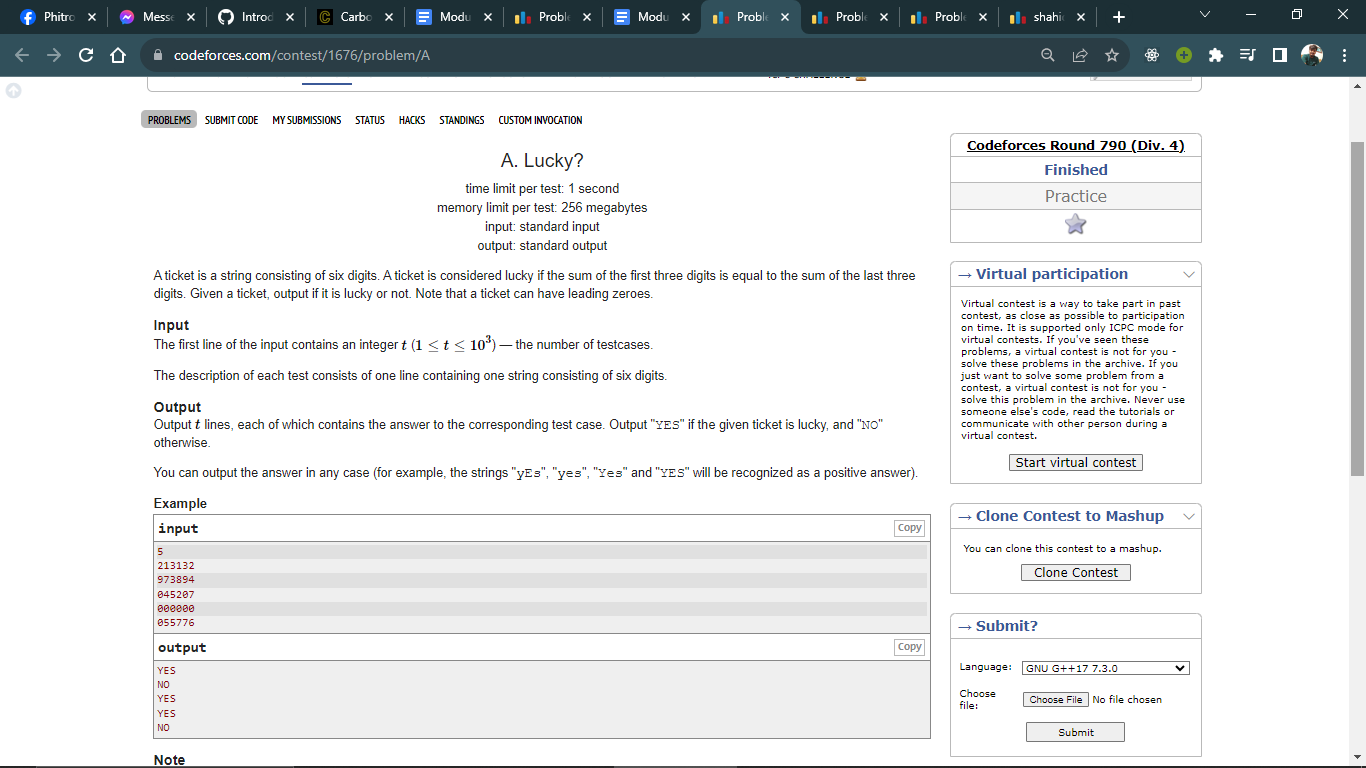 Phitro
Messe
Introd
Carbo
Modu
Proble
Modu
Proble
Proble
Proble
shahi
codeforces.com/contest/1676/problem/A
PROBLEMS SUBMIT CODE MY SUBMISSIONS STATUS HACKS STANDINGS CUSTOM INVOCATION
A. Lucky?
time limit per test: 1 second
memory limit per test: 256 megabytes
input: standard input
output: standard output
A ticket is a string consisting of six digits. A ticket is considered lucky if the sum of the first three digits is equal to the sum of the last three
digits. Given a ticket, output if it is lucky or not. Note that a ticket can have leading zeroes.
Input
The first line of the input contains an integer t (1 ≤ t ≤ 10³) — the number of testcases.
The description of each test consists of one line containing one string consisting of six digits.
Output
Output t lines, each of which contains the answer to the corresponding test case. Output "YES" if the given ticket is lucky, and "NO"
otherwise.
You can output the answer in any case (for example, the strings "yEs", "yes", "Yes" and "YES" will be recognized as a positive answer).
Example
input Copy
5
213132
973894
045207
000000
055776
output Copy
YES
NO
YES
YES
NO
Note
Codeforces Round 790 (Div. 4)
Finished
Practice
→ Virtual participation
Virtual contest is a way to take part in past
contest, as close as possible to participation
on time. It is supported only ICPC mode for
virtual contests. If you've seen these
problems, a virtual contest is not for you -
solve these problems in the archive. If you
just want to solve some problem from a
contest, a virtual contest is not for you -
solve this problem in the archive. Never use
someone else's code, read the tutorials or
communicate with other person during a
virtual contest.
Start virtual contest
→ Clone Contest to Mashup
You can clone this contest to a mashup.
Clone Contest
→ Submit?
Language: GNU G++17 7.3.0
Choose
file: Choose File No file chosen
Submit